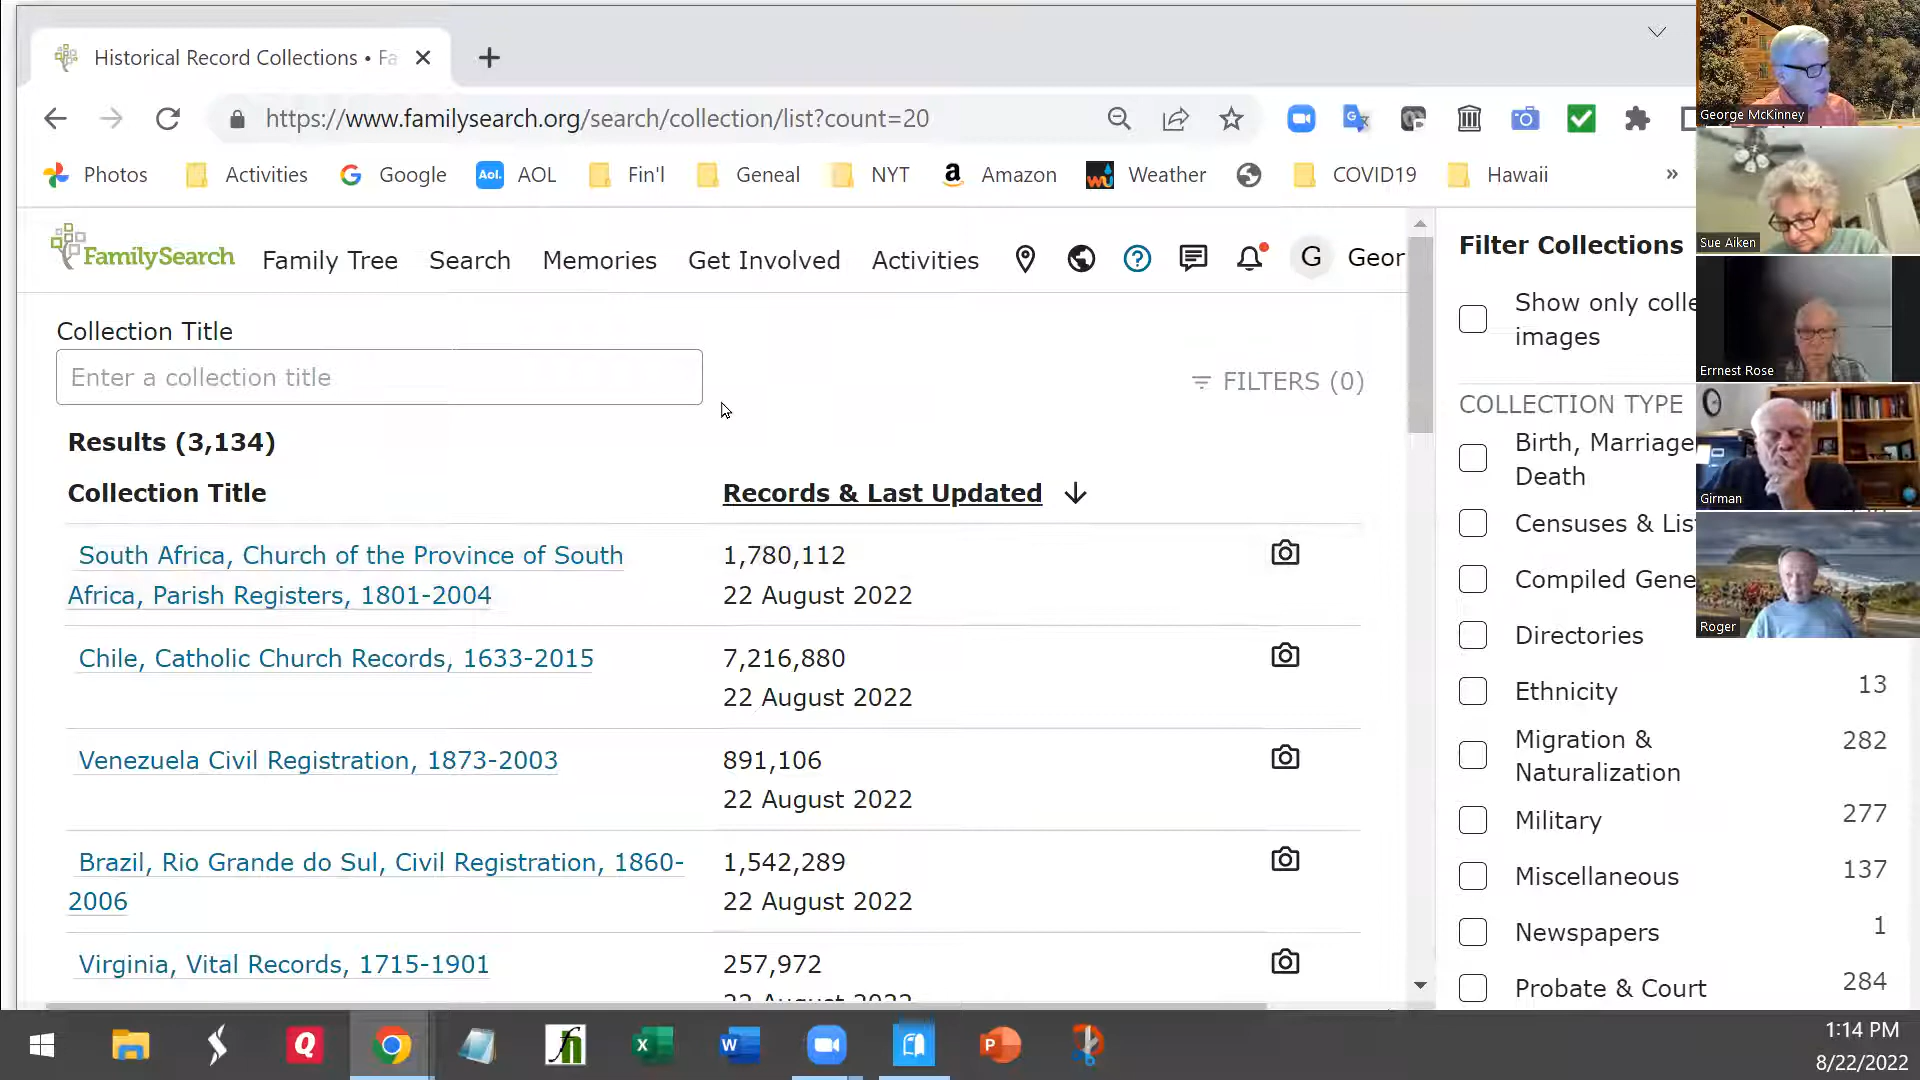 Historical Record Collections • Fa
https://www.familysearch.org/search/collection/list?count=20
Photos
Activities
Google
Aol.
AOL
Fin'l
Geneal
NYT
Amazon
Weather
COVID19
Hawaii
»
FamilySearch
Family Tree
Search
Memories
Get Involved
Activities
G
Geor
Collection Title
Enter a collection title
FILTERS (0)
Results (3,134)
Collection Title
Records & Last Updated
South Africa, Church of the Province of South
Africa, Parish Registers, 1801-2004
1,780,112
22 August 2022
Chile, Catholic Church Records, 1633-2015
7,216,880
22 August 2022
Venezuela Civil Registration, 1873-2003
891,106
22 August 2022
Brazil, Rio Grande do Sul, Civil Registration, 1860-
2006
1,542,289
22 August 2022
Virginia, Vital Records, 1715-1901
257,972
22 August 2022
Filter Collections
Show only colle
images
COLLECTION TYPE
Birth, Marriage
Death
Censuses & Lis
Compiled Gene
Directories
Ethnicity
13
Migration &
Naturalization
282
Military
277
Miscellaneous
137
Newspapers
1
Probate & Court
284
George McKinney
Sue Aiken
Errnest Rose
Girman
Roger
1:14 PM
8/22/2022